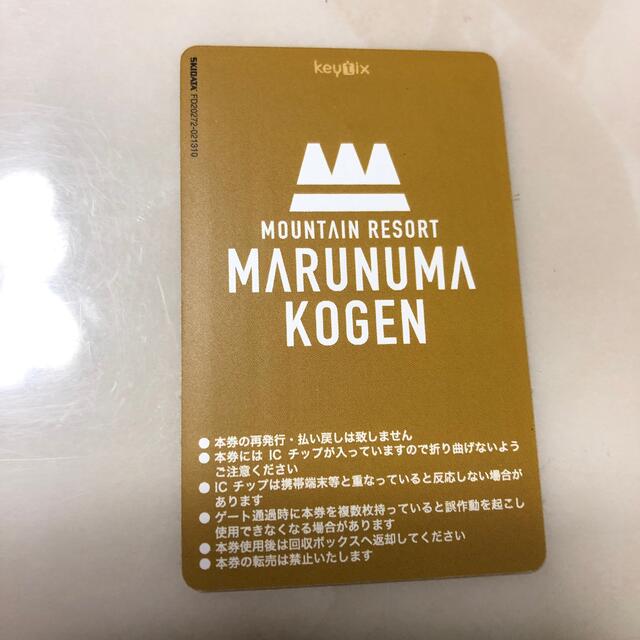 keytix
SKIDATA FD20272-021310
MOUNTAIN RESORT
MARUNUMA
KOGEN
● 本券の再発行・払い戻しは致しません
● 本券には IC チップが入っていますので折り曲げないよう
ご注意ください
● IC チップは携帯端末等と重なっていると反応しない場合が
あります
● ゲート通過時に本券を複数枚持っていると誤作動を起こし
使用できなくなる場合があります
● 本券使用後は回収ボックスへ返却してください
● 本券の転売は禁止いたします